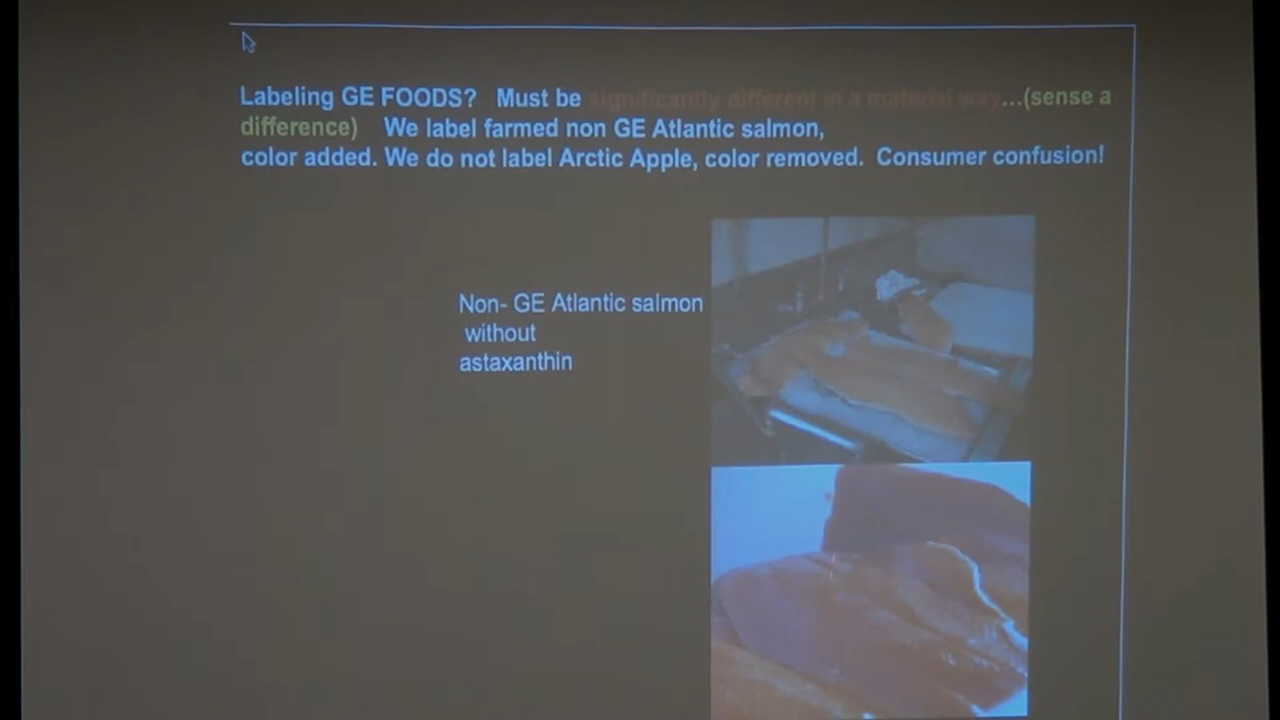 Labeling GE FOODS?   Must be significantly different in a material way...(sense a
difference)    We label farmed non GE Atlantic salmon,
color added. We do not label Arctic Apple, color removed.  Consumer confusion!
Non- GE Atlantic salmon
without
astaxanthin